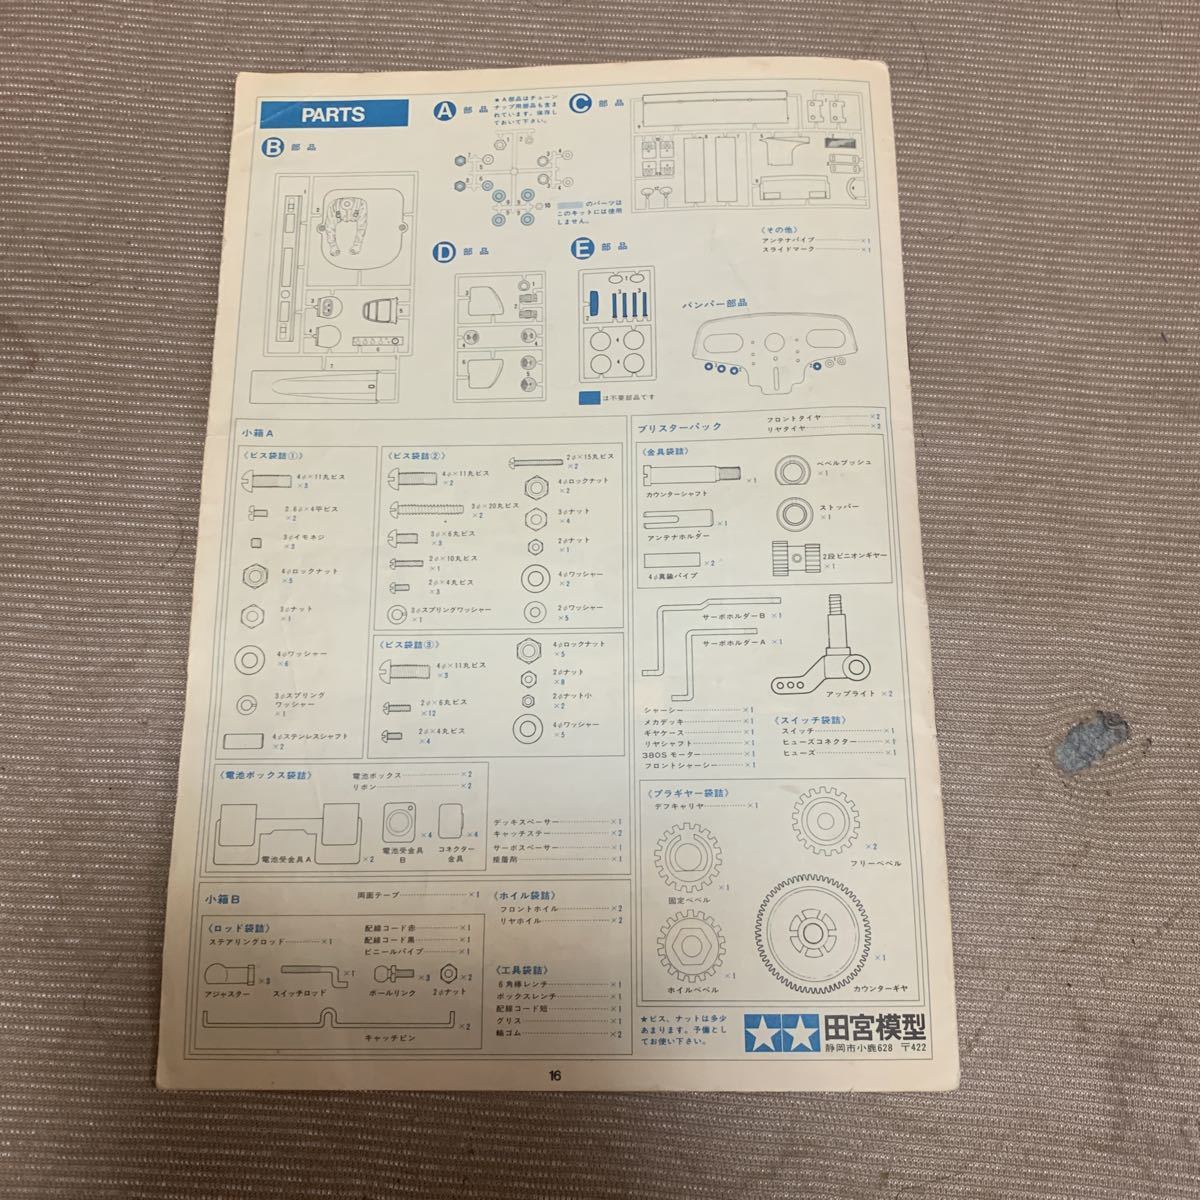 PARTS
A 部品
★A部品はチューン
ナップ用部品も含ま
れています。保存し
ておいて下さい。
C 部品
B 部品
のパーツは
このキットには使用
しません。
〈その他〉
アンテナパイプ ×1
スライドマーク ×1
D 部品
E 部品
バンパー部品
は不要部品です
小箱A
〈ビス袋詰①〉
4φ×11丸ビス
×3
2.6φ×4平ビス
×2
3φイモネジ
×3
4φロックナット
×5
3φナット
×1
4φワッシャー
×6
3φスプリング
ワッシャー
×1
4φステンレスシャフト
×2
〈ビス袋詰②〉
4φ×11丸ビス
×2
3φ×20丸ビス
×2
3φ×6丸ビス
×3
2φ×10丸ビス
×1
2φ×4丸ビス
×3
3φスプリングワッシャー
×1
2φ×15丸ビス
×2
4φロックナット
×2
3φナット
×4
2φナット
×1
4φワッシャー
×2
2φワッシャー
×5
〈ビス袋詰③〉
4φ×11丸ビス
×3
2φ×6丸ビス
×12
2φ×4丸ビス
×4
4φロックナット
×5
2φナット
×8
2φナット小
×2
4φワッシャー
×5
〈電池ボックス袋詰〉
電池ボックス ×2
リボン ×2
電池受金具A
×2
電池受金具
B
×4
コネクター
金具
×4
デッキスペーサー ×1
キャッチステー ×2
サーボスペーサー ×1
接着剤 ×1
小箱B
両面テープ ×1
〈ロッド袋詰〉
ステアリングロッド ×1
配線コード赤 ×1
配線コード黒 ×1
ビニールパイプ ×1
アジャスター
×3
スイッチロッド
×1
ボールリンク
×3
2φナット
×2
キャッチピン
×2
〈ホイル袋詰〉
フロントホイル ×2
リヤホイル ×2
〈工具袋詰〉
6角棒レンチ ×1
ボックスレンチ ×1
配線コード短 ×1
グリス ×1
輪ゴム ×2
ブリスターパック
フロントタイヤ ×2
リヤタイヤ ×2
〈金具袋詰〉
カウンターシャフト
×1
アンテナホルダー
×1
4φ真鍮パイプ
×2
ベベルブッシュ
×1
ストッパー
×1
2段ピニオンギヤー
×1
サーボホルダーB ×1
サーボホルダーA ×1
アップライト ×2
シャーシー ×1
メカデッキ ×1
ギヤケース ×1
リヤシャフト ×1
380Sモーター ×1
フロントシャーシー ×1
〈スイッチ袋詰〉
スイッチ ×1
ヒューズコネクター ×1
ヒューズ ×1
〈プラギヤー袋詰〉
デフキャリヤ ×1
固定ベベル
×1
フリーベベル
×2
ホイルベベル
×1
カウンターギヤ
×1
★ビス、ナットは多少
あまります。予備とし
てお使い下さい。
田宮模型
静岡市小鹿628 〒422
16